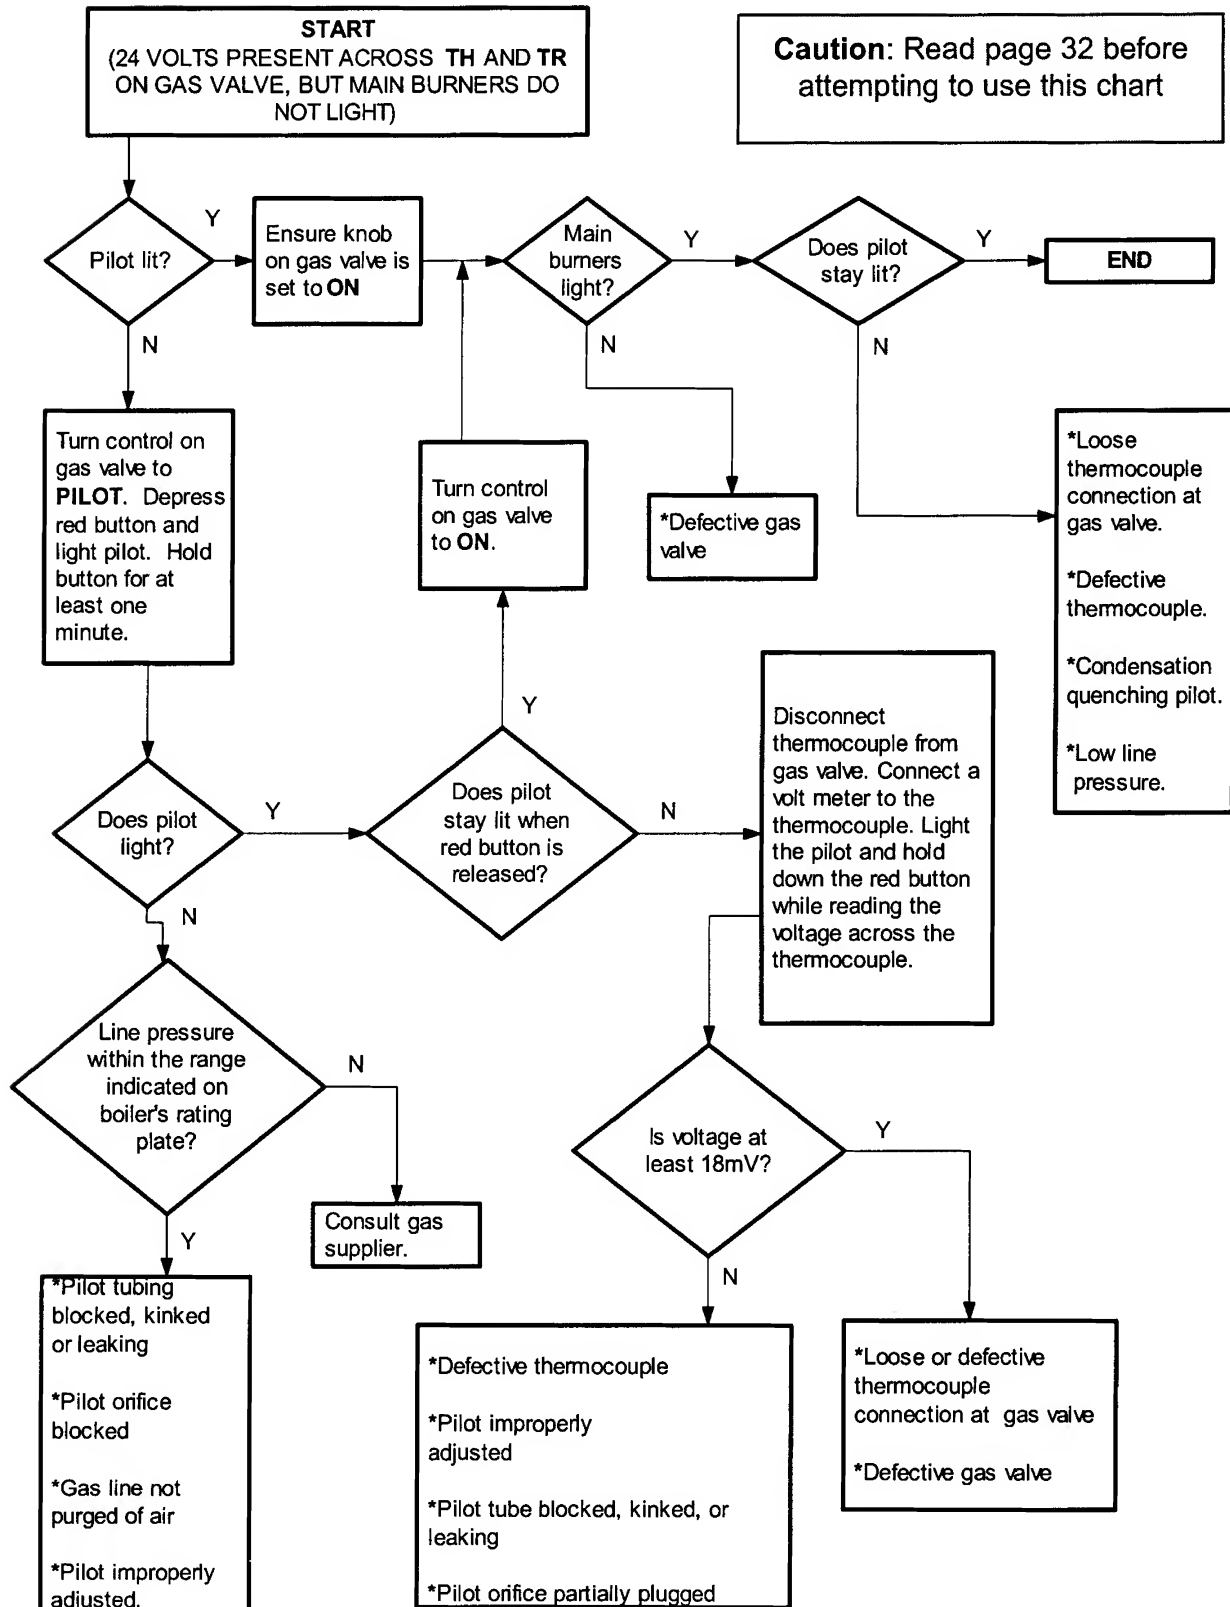 START
(24 VOLTS PRESENT ACROSS TH AND TR
ON GAS VALVE, BUT MAIN BURNERS DO
NOT LIGHT)
Caution: Read page 32 before
attempting to use this chart
Pilot lit?
Y
Ensure knob
on gas valve is
set to ON
Main
burners
light?
Y
Does pilot
stay lit?
Y
END
N
N
N
Turn control on
gas valve to
PILOT. Depress
red button and
light pilot. Hold
button for at
least one
minute.
Turn control
on gas valve
to ON.
*Defective gas
valve
*Loose
thermocouple
connection at
gas valve.
*Defective
thermocouple.
*Condensation
quenching pilot.
*Low line
pressure.
Does pilot
light?
Y
Y
Does pilot
stay lit when
red button is
released?
N
Disconnect
thermocouple from
gas valve. Connect a
volt meter to the
thermocouple. Light
the pilot and hold
down the red button
while reading the
voltage across the
thermocouple.
N
Line pressure
within the range
indicated on
boiler's rating
plate?
N
Consult gas
supplier.
Is voltage at
least 18mV?
Y
Y
N
*Pilot tubing
blocked, kinked
or leaking
*Pilot orifice
blocked
*Gas line not
purged of air
*Pilot improperly
adjusted.
*Defective thermocouple
*Pilot improperly
adjusted
*Pilot tube blocked, kinked, or
leaking
*Pilot orifice partially plugged
*Loose or defective
thermocouple
connection at gas valve
*Defective gas valve